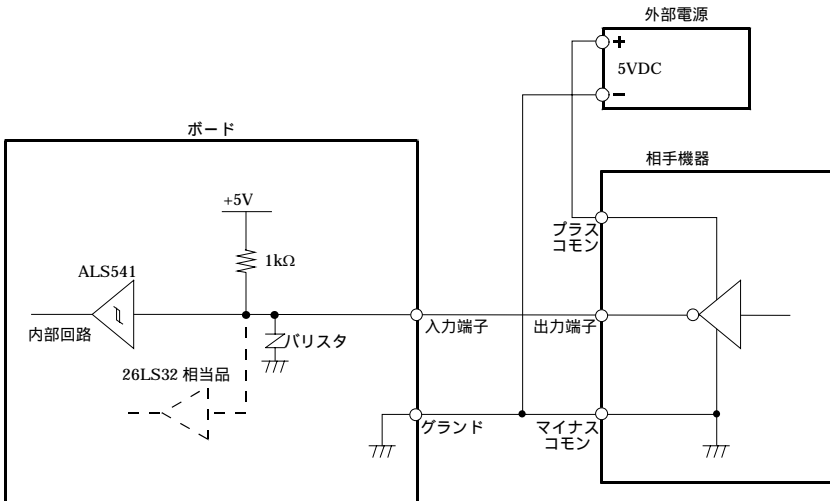 外部電源
+
5VDC
−
ボード
相手機器
+5V
プラス
コモン
1kΩ
ALS541
内部回路
バリスタ
入力端子
出力端子
26LS32 相当品
グランド
マイナス
コモン